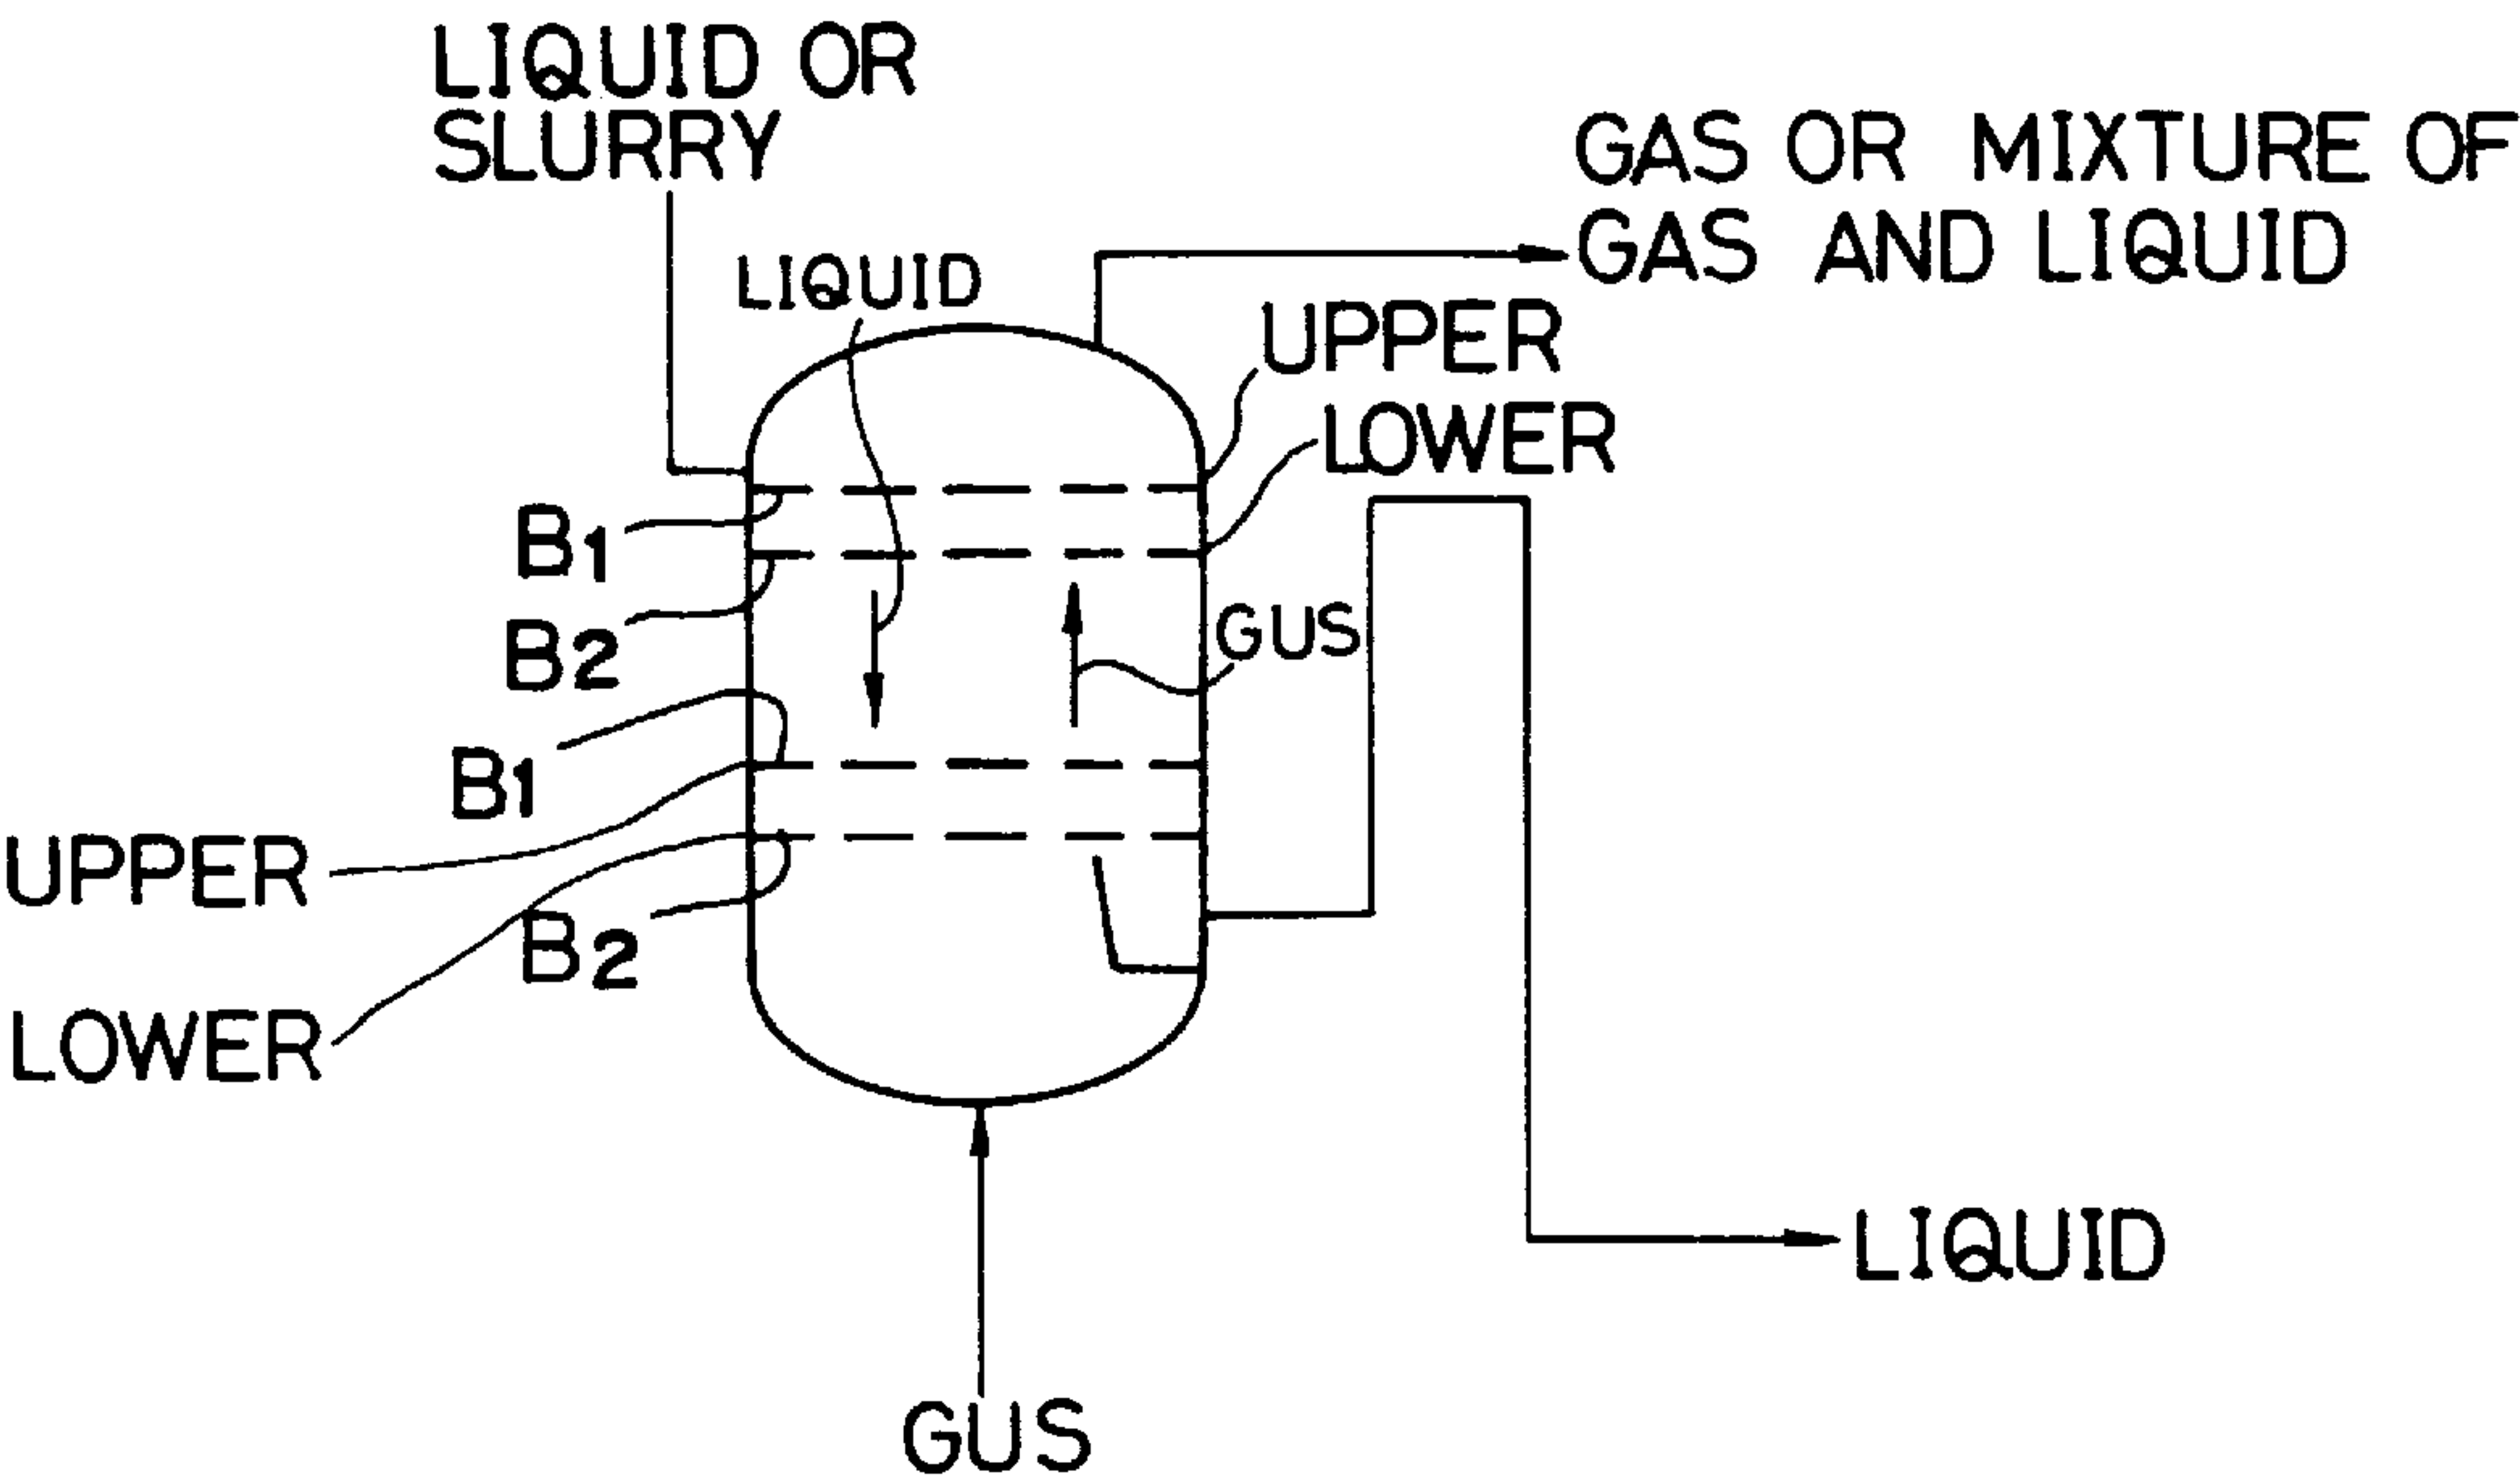 LIQUID OR
SLURRY
GAS OR MIXTURE OF
GAS AND LIQUID
LIQUID
UPPER
LOWER
B1
B2
GUS
B1
UPPER
B2
LOWER
LIQUID
GUS